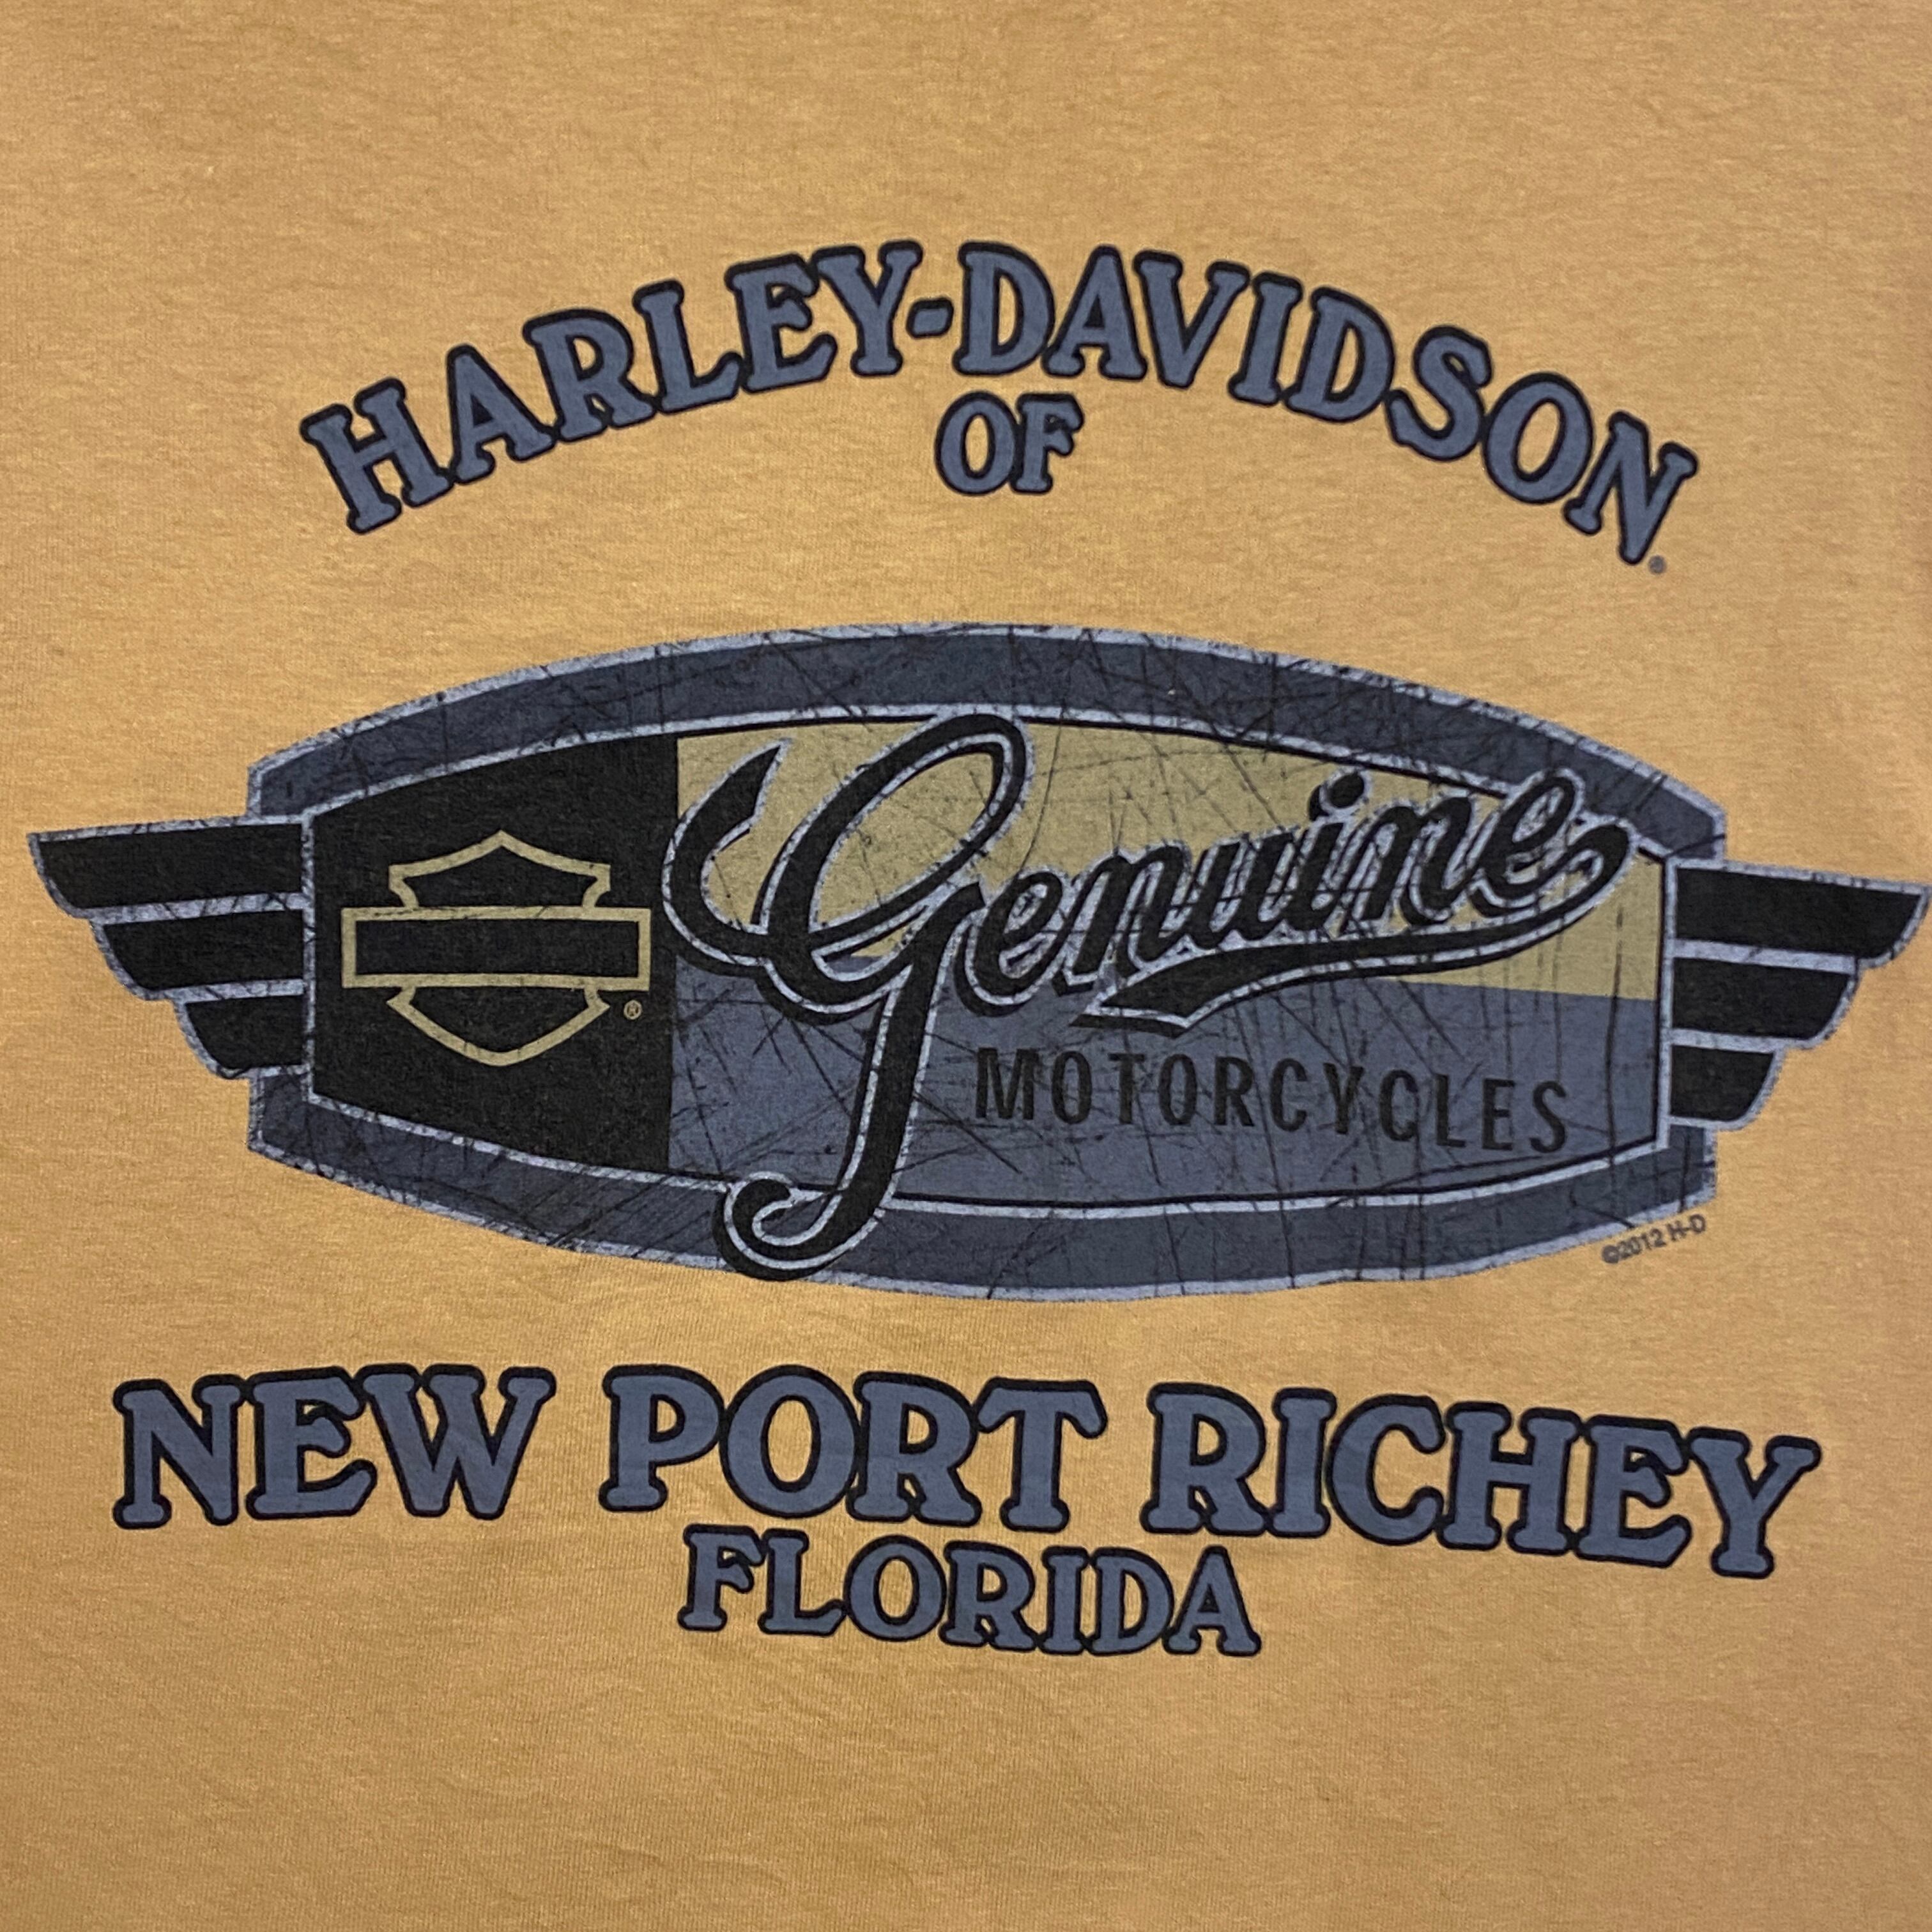 HARLEY-DAVIDSON®
OF
Genuine
®
MOTORCYCLES
©2012 H-D
NEW PORT RICHEY
FLORIDA